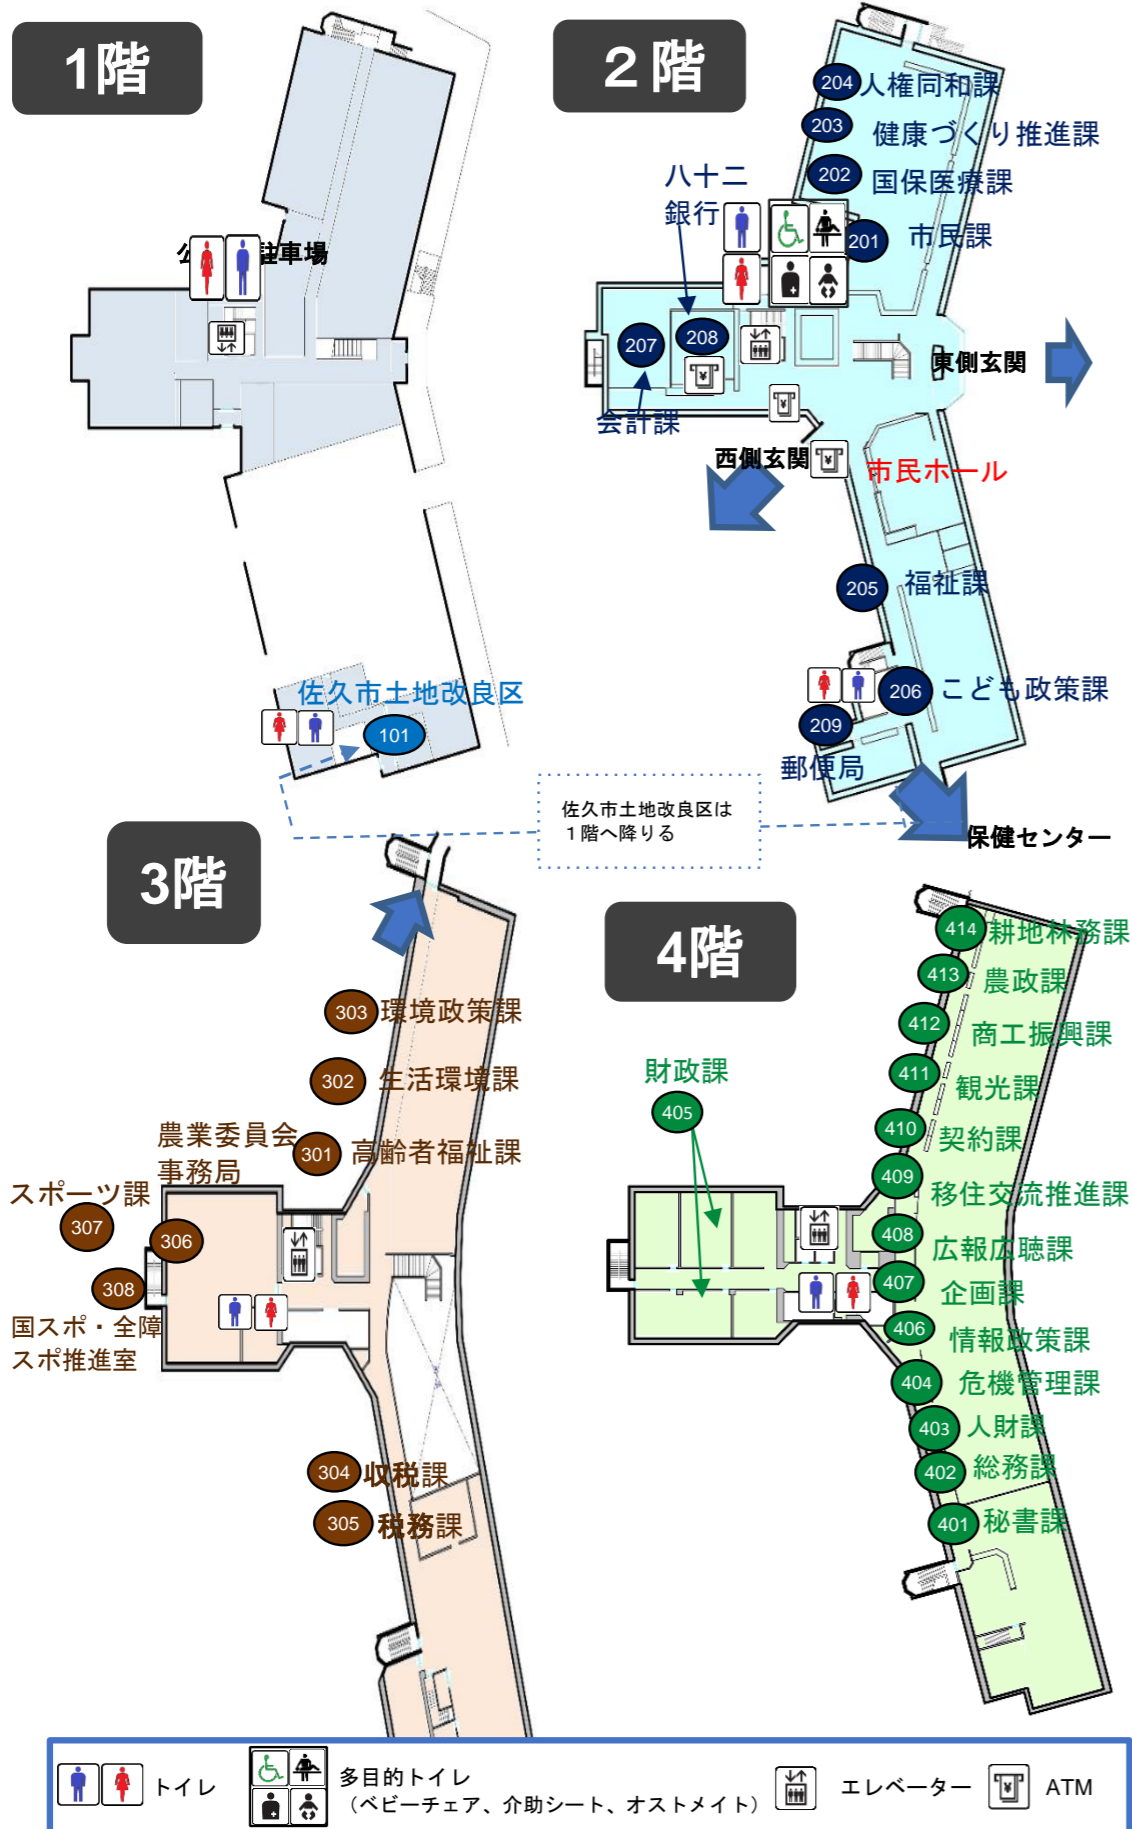 1階
公
駐車場
佐久市土地改良区
101
２階
204 人権同和課
203 健康づくり推進課
202 国保医療課
201 市民課
八十二
銀行
208
207
会計課
東側玄関
西側玄関
市民ホール
205 福祉課
206 こども政策課
209
郵便局
保健センター
佐久市土地改良区は
１階へ降りる
3階
303 環境政策課
302 生活環境課
301 高齢者福祉課
農業委員会
事務局
306
スポーツ課
307
308
国スポ・全障
スポ推進室
304 収税課
305 税務課
4階
414 耕地林務課
413 農政課
412 商工振興課
411 観光課
410 契約課
409 移住交流推進課
408 広報広聴課
407 企画課
406 情報政策課
404 危機管理課
403 人財課
402 総務課
401 秘書課
財政課
405
トイレ
多目的トイレ
（ベビーチェア、介助シート、オストメイト）
エレベーター
ATM